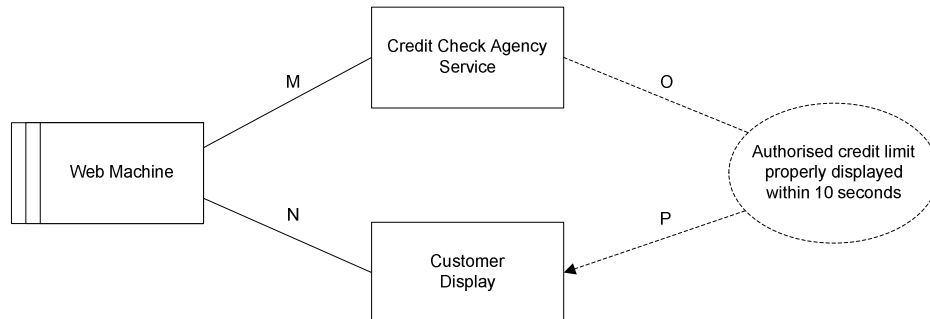 Credit Check Agency
Service
M
O
Web Machine
Authorised credit limit
properly displayed
within 10 seconds
N
P
Customer
Display